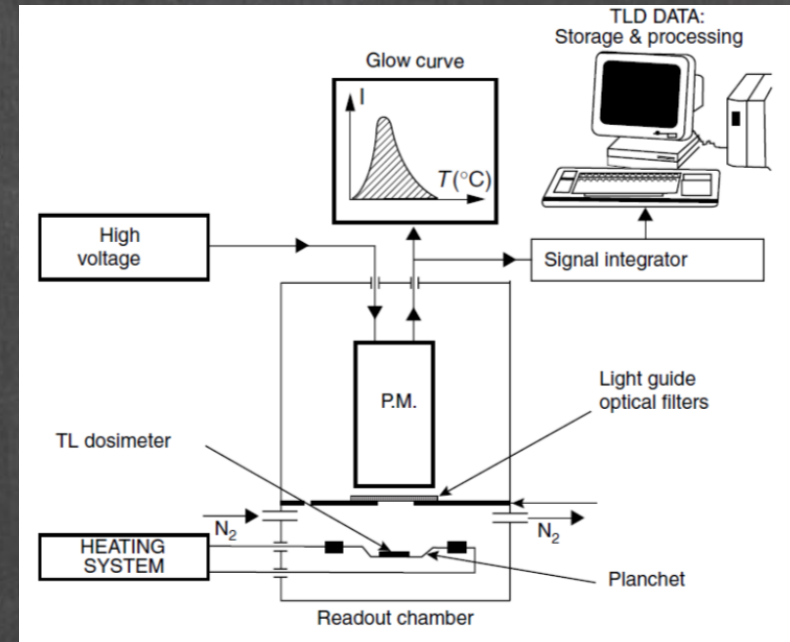 TLD DATA:
Storage & processing
Glow curve
I
T(°C)
High
voltage
Signal integrator
P.M.
Light guide
optical filters
TL dosimeter
N₂
N₂
HEATING
SYSTEM
Planchet
Readout chamber